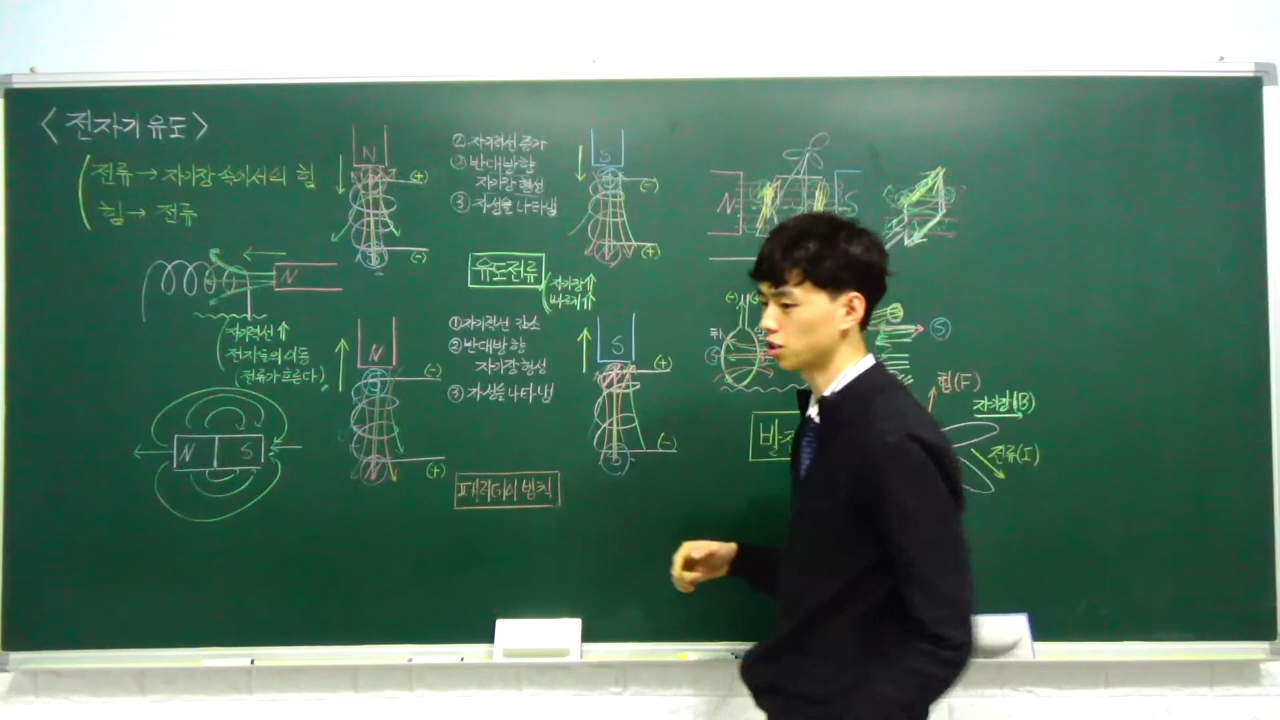 <전자기 유도>
전류 → 자기장 속에서의 힘
힘 → 전류
N
자기력선 ⇑
전자들의 이동
(전류가 흐른다)
N S
N
(+)
(-)
② 자기력선 증가
② 반대방향
자기장 형성
③ 자성을 나타냄
S
(-)
(+)
유도전류
자기장⇑
빠르기⇑
N
(-)
(+)
① 자기력선 감소
② 반대방향
자기장 형성
③ 자성을 나타냄
S
(+)
(-)
패러데이 법칙
N S
(-)
S
발
힘(F)
자기장(B)
전류(I)